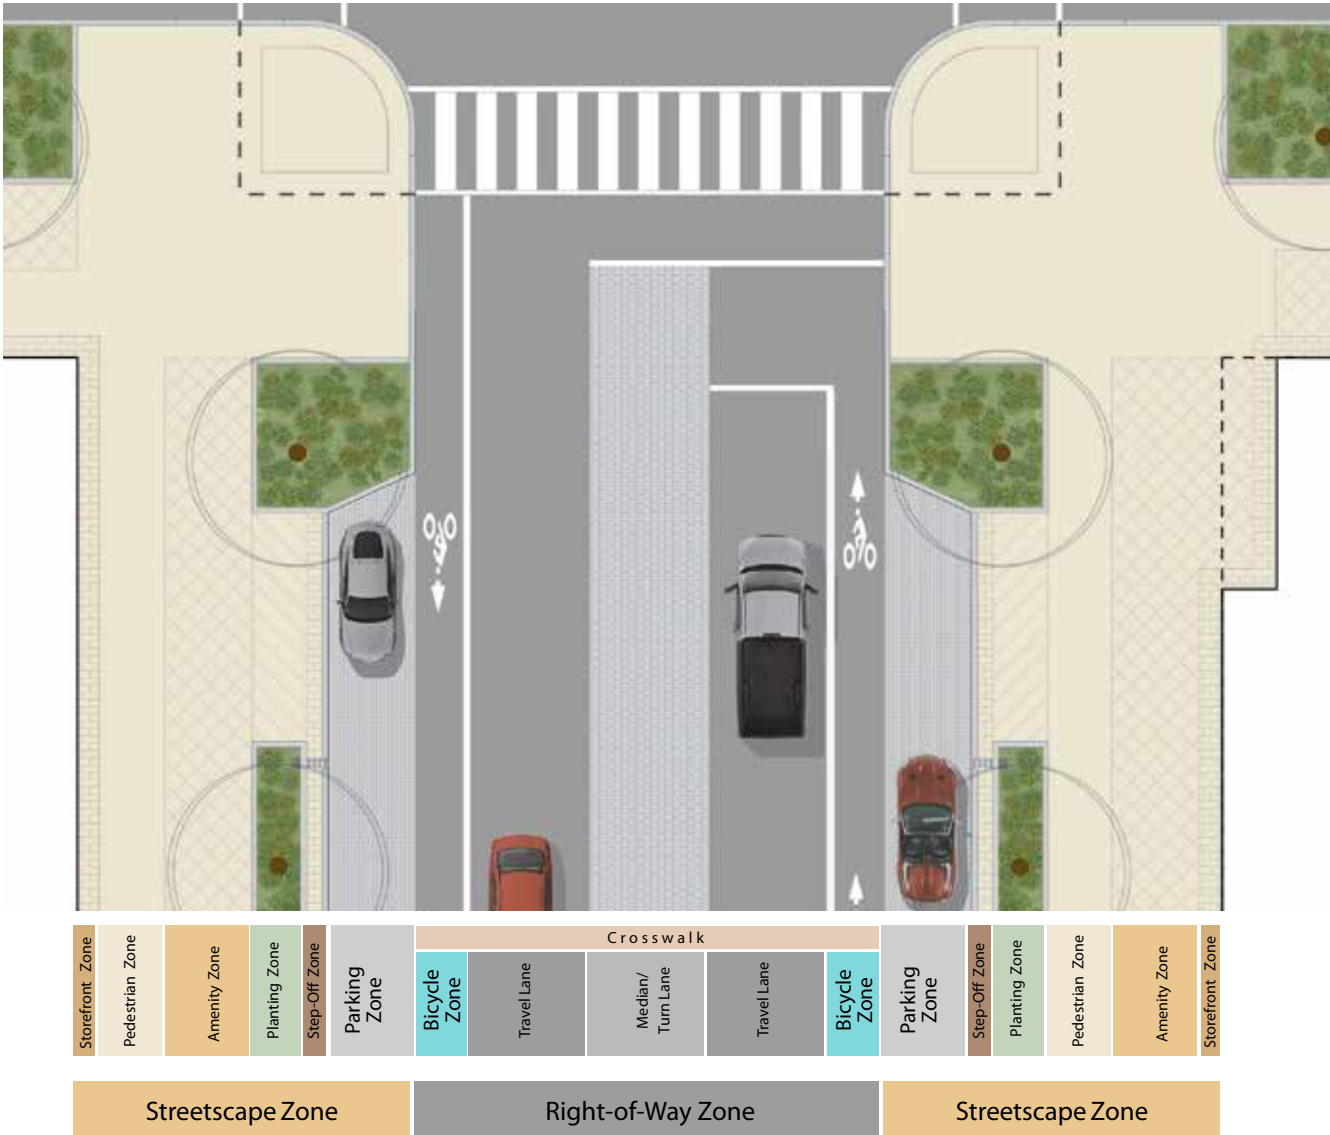 Crosswalk
Storefront Zone
Pedestrian Zone
Amenity Zone
Planting Zone
Step-Off Zone
Parking
Zone
Bicycle
Zone
Travel Lane
Median/
Turn Lane
Travel Lane
Bicycle
Zone
Parking
Zone
Step-Off Zone
Planting Zone
Pedestrian Zone
Amenity Zone
Storefront Zone
Streetscape Zone
Right-of-Way Zone
Streetscape Zone